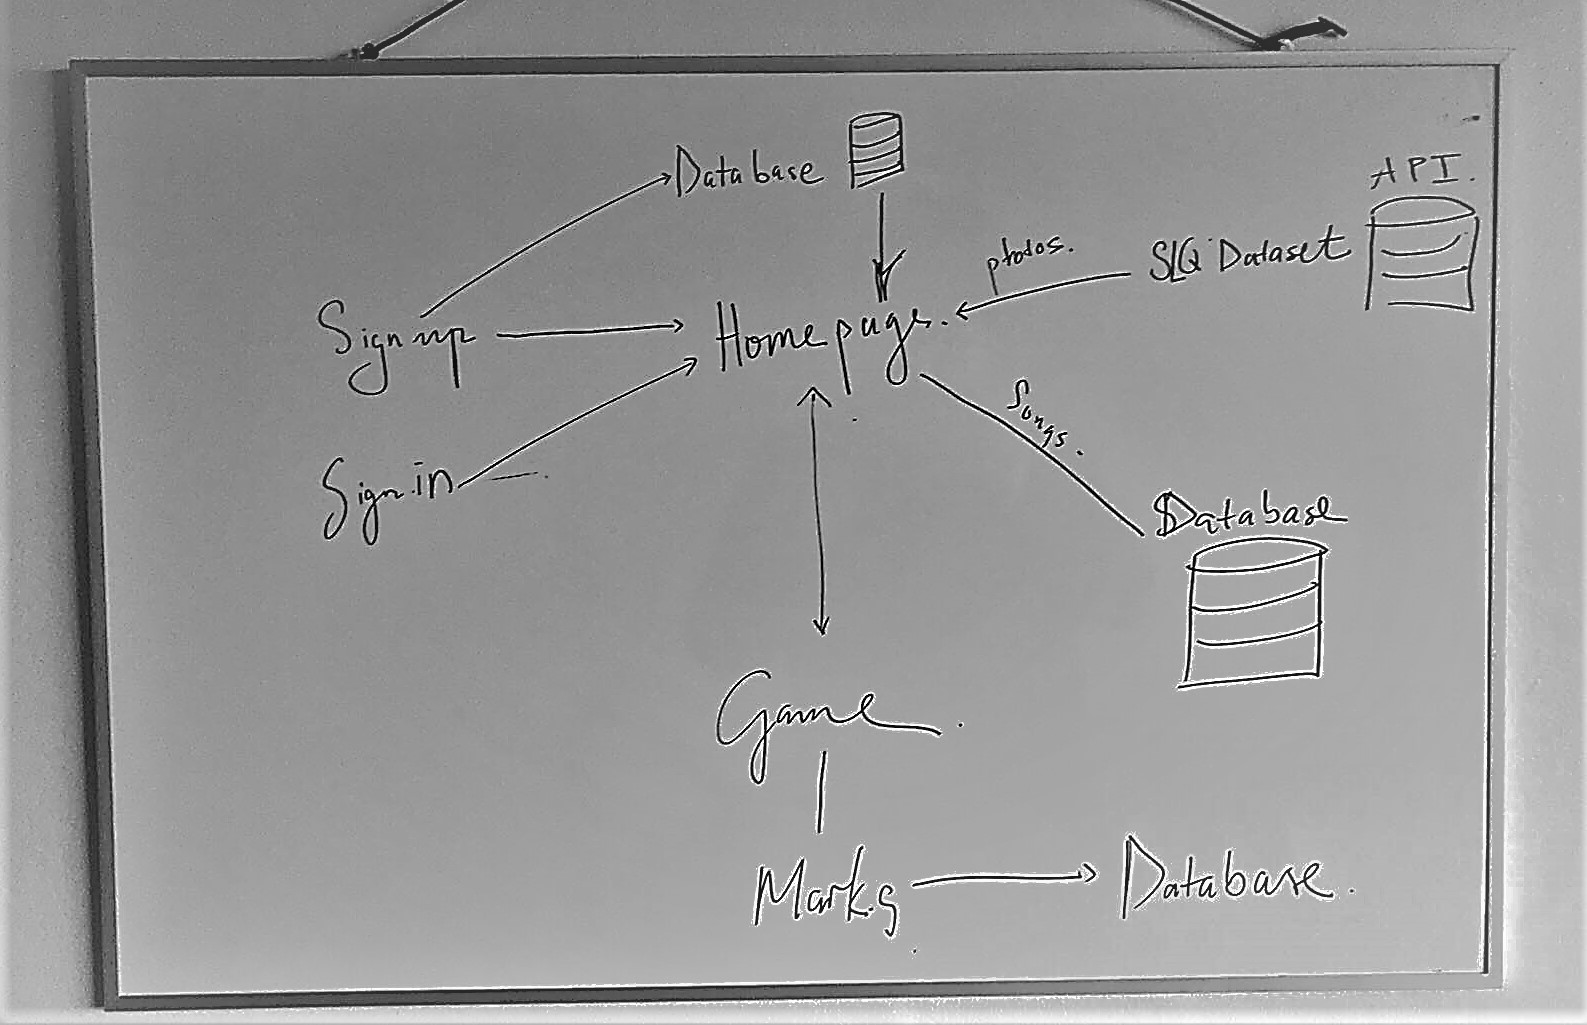 Database
API.
photos.
SLQ Dataset
Sign up
Homepage.
Songs.
Sign in
Database
Game.
Marks
Database.